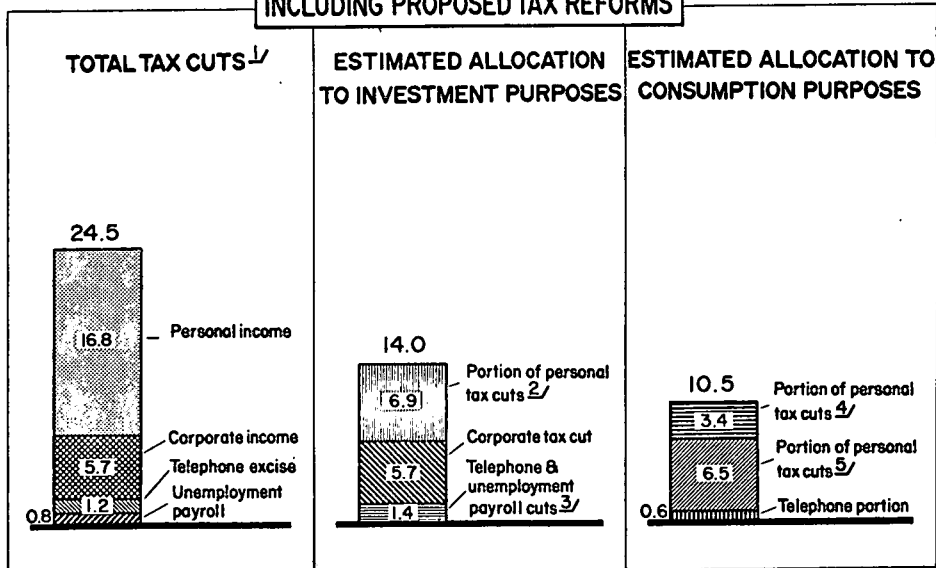 INCLUDING PROPOSED TAX REFORMS
TOTAL TAX CUTS 1/
24.5
16.8
Personal income
5.7
Corporate income
1.2
Telephone excise
0.8
Unemployment
payroll
ESTIMATED ALLOCATION
TO INVESTMENT PURPOSES
14.0
6.9
Portion of personal
tax cuts 2/
5.7
Corporate tax cut
1.4
Telephone &
unemployment
payroll cuts 3/
ESTIMATED ALLOCATION TO
CONSUMPTION PURPOSES
10.5
3.4
Portion of personal
tax cuts 4/
6.5
Portion of personal
tax cuts 5/
0.6
Telephone portion